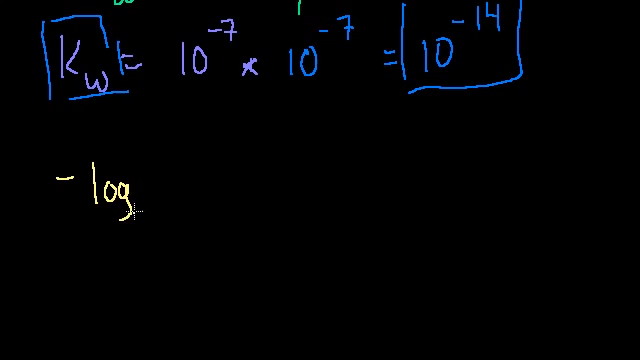 Kw = 10^-7 * 10^-7 = 10^-14
- log